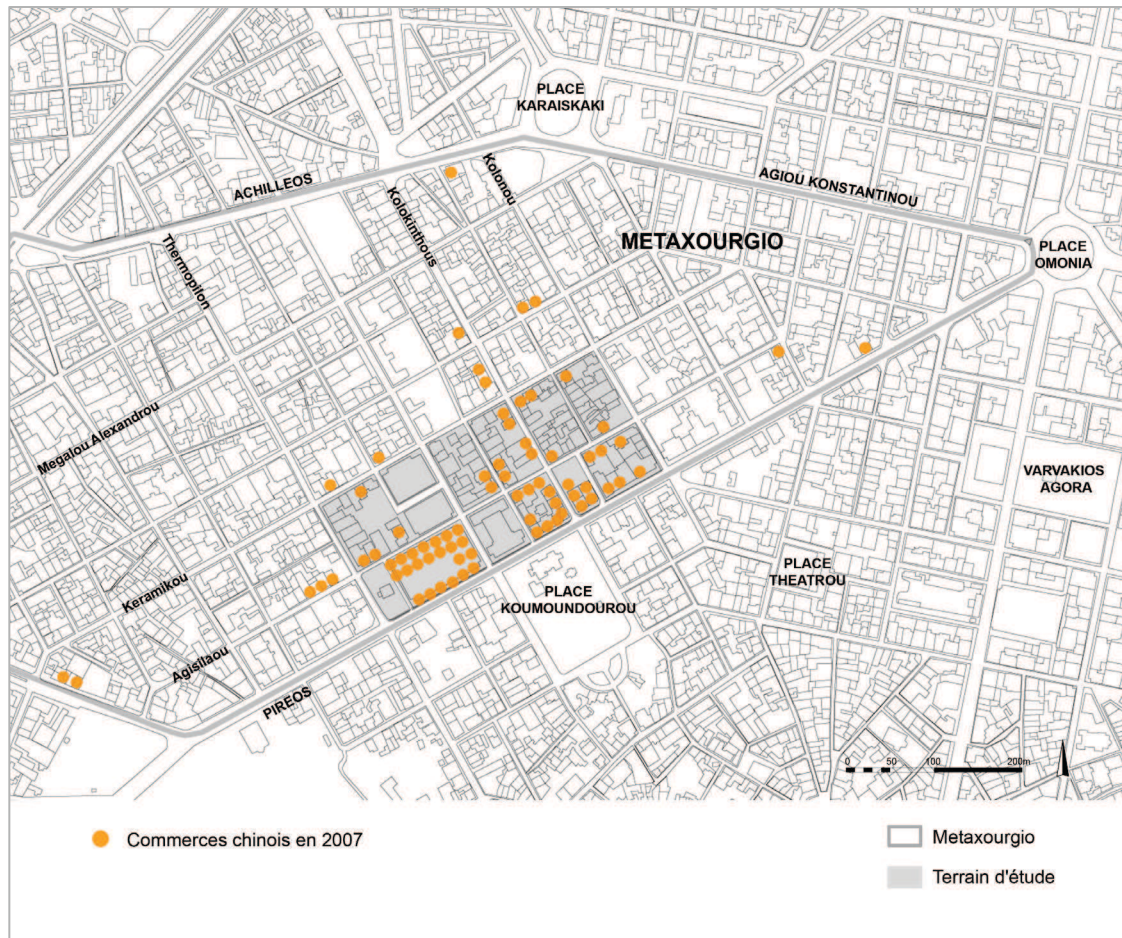 PLACE
KARAISKAKI
ACHILLEOS
Kolonou
Kolokinthous
AGIOU KONSTANTINOU
METAXOURGIO
PLACE
OMONIA
Thermopilon
Megalou Alexandrou
VARVAKIOS
AGORA
PLACE
THEATROU
PLACE
KOUMOUNDOUROU
Keramikou
Agisilaou
PIREOS
0 50 100 200m
Commerces chinois en 2007
Metaxourgio
Terrain d'étude